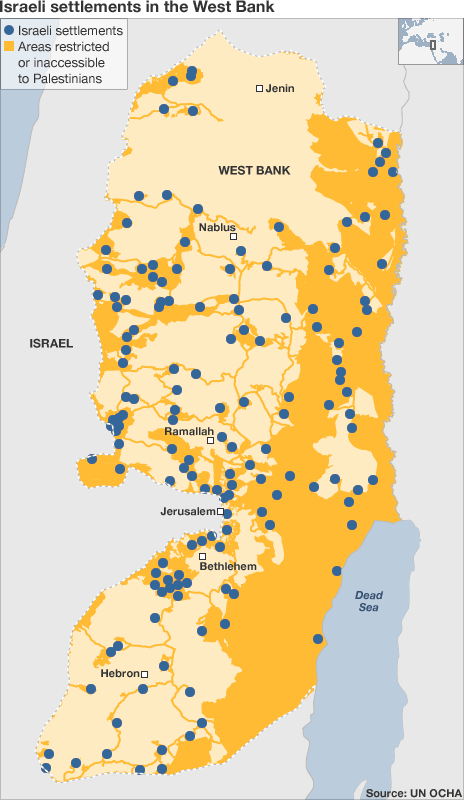 Israeli settlements in the West Bank
Israeli settlements
Areas restricted
or inaccessible
to Palestinians
Jenin
WEST BANK
Nablus
ISRAEL
Ramallah
Jerusalem
Bethlehem
Dead
Sea
Hebron
Source: UN OCHA